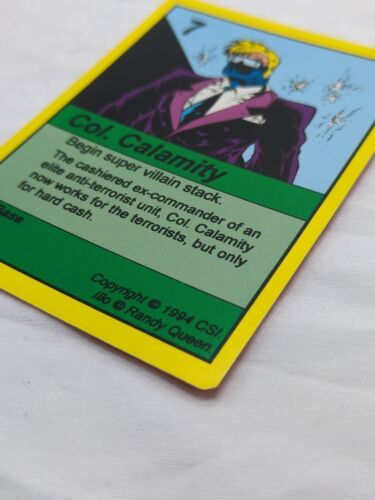 7
Col. Calamity
Begin super villain stack.
The cashiered ex-commander of an
elite anti-terrorist unit, Col. Calamity
now works for the terrorists, but only
for hard cash.
Base
Copyright © 1994 CSI.
Illo © Randy Queen.